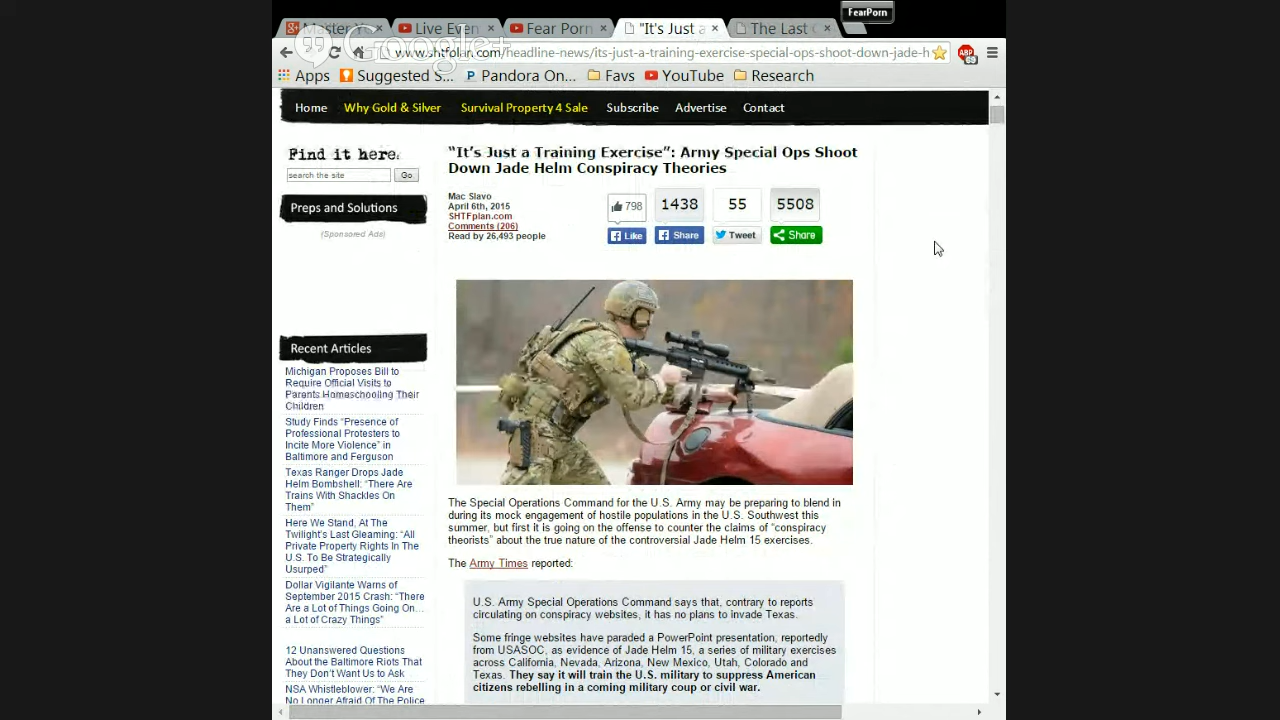 FearPorn
Master Yo
Live Even
Fear Porn
"It's Just a
The Last
Google+
www.shtfplan.com/headline-news/its-just-a-training-exercise-special-ops-shoot-down-jade-h
ABP
69
Apps
Suggested S...
Pandora On...
Favs
YouTube
Research
Home
Why Gold & Silver
Survival Property 4 Sale
Subscribe
Advertise
Contact
Find it here.
search the site
Go
Preps and Solutions
(Sponsored Ads)
Recent Articles
Michigan Proposes Bill to
Require Official Visits to
Parents Homeschooling Their
Children
Study Finds “Presence of
Professional Protesters to
Incite More Violence” in
Baltimore and Ferguson
Texas Ranger Drops Jade
Helm Bombshell: “There Are
Trains With Shackles On
Them”
Here We Stand, At The
Twilight's Last Gleaming: “All
Private Property Rights In The
U.S. To Be Strategically
Usurped”
Dollar Vigilante Warns of
September 2015 Crash: “There
Are a Lot of Things Going On...
a Lot of Crazy Things”
12 Unanswered Questions
About the Baltimore Riots That
They Don't Want Us to Ask
NSA Whistleblower: “We Are
No Longer Afraid Of The Police
“It’s Just a Training Exercise”: Army Special Ops Shoot
Down Jade Helm Conspiracy Theories
Mac Slavo
April 6th, 2015
SHTFplan.com
Comments (206)
Read by 26,493 people
798
1438
55
5508
Like
Share
Tweet
Share
The Special Operations Command for the U.S. Army may be preparing to blend in
during its mock engagement of hostile populations in the U.S. Southwest this
summer, but first it is going on the offense to counter the claims of “conspiracy
theorists” about the true nature of the controversial Jade Helm 15 exercises.
The Army Times reported:
U.S. Army Special Operations Command says that, contrary to reports
circulating on conspiracy websites, it has no plans to invade Texas.
Some fringe websites have paraded a PowerPoint presentation, reportedly
from USASOC, as evidence of Jade Helm 15, a series of military exercises
across California, Nevada, Arizona, New Mexico, Utah, Colorado and
Texas. They say it will train the U.S. military to suppress American
citizens rebelling in a coming military coup or civil war.